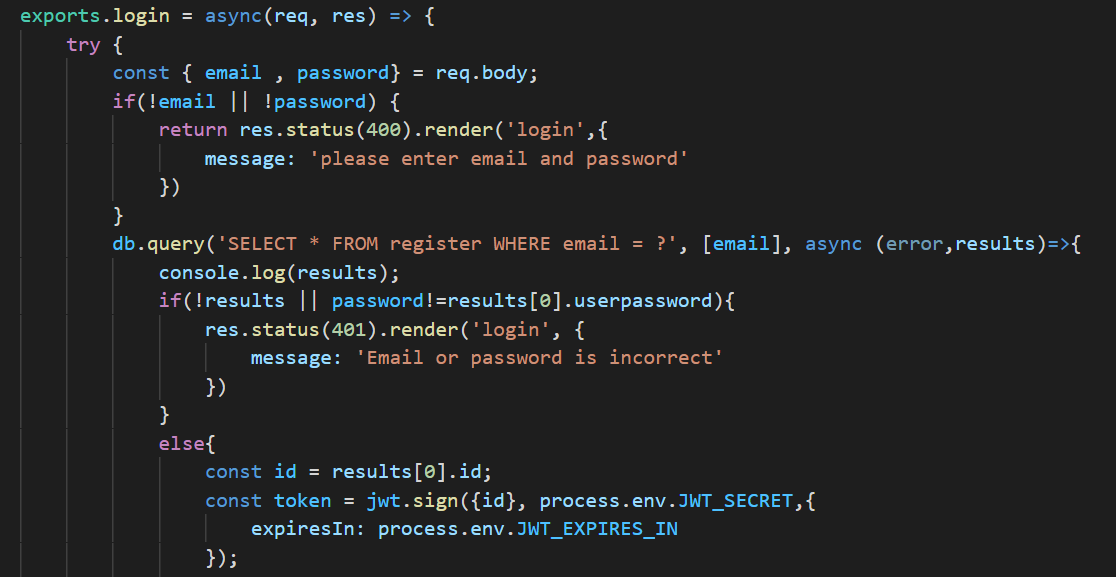 exports.login = async(req, res) => {
try {
const { email , password} = req.body;
if(!email || !password) {
return res.status(400).render('login',{
message: 'please enter email and password'
})
}
db.query('SELECT * FROM register WHERE email = ?', [email], async (error,results)=>{
console.log(results);
if(!results || password!=results[0].userpassword){
res.status(401).render('login', {
message: 'Email or password is incorrect'
})
}
else{
const id = results[0].id;
const token = jwt.sign({id}, process.env.JWT_SECRET,{
expiresIn: process.env.JWT_EXPIRES_IN
});